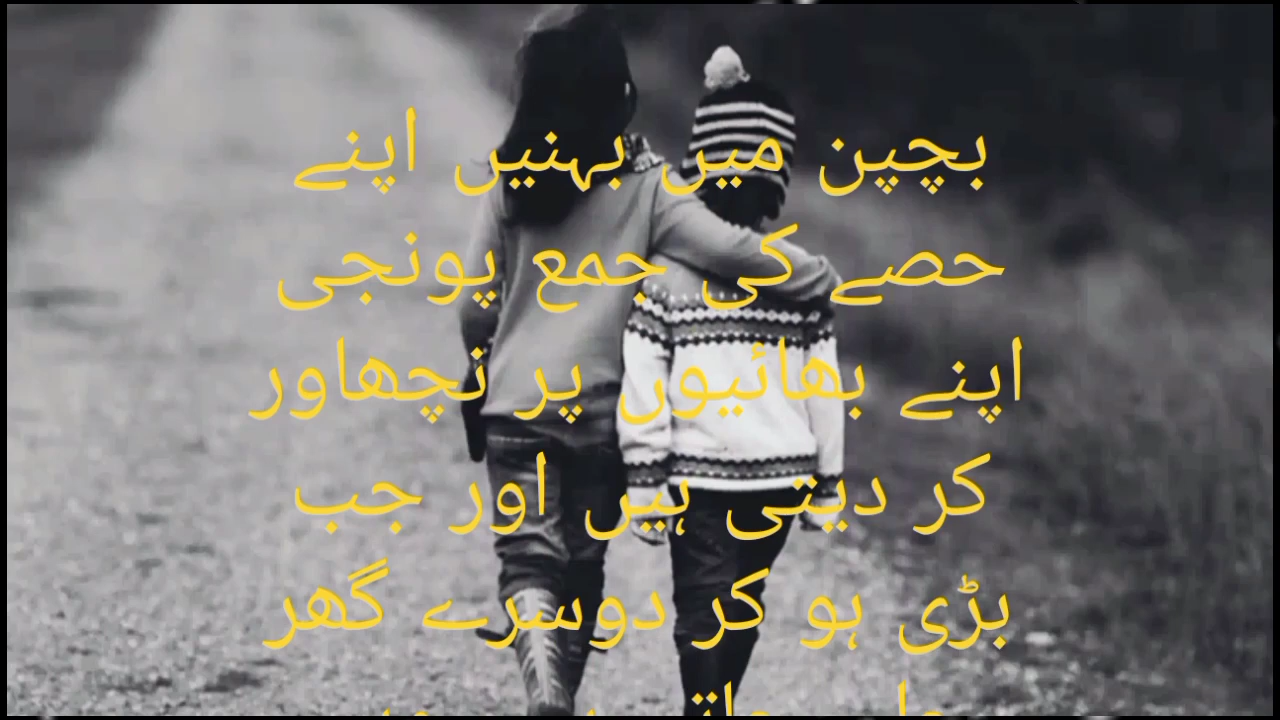 بچپن میں بہنیں اپنے
حصے کی جمع پونجی
اپنے بھائیوں پر نچھاور
کر دیتی ہیں اور جب
بڑی ہو کر دوسرے گھر